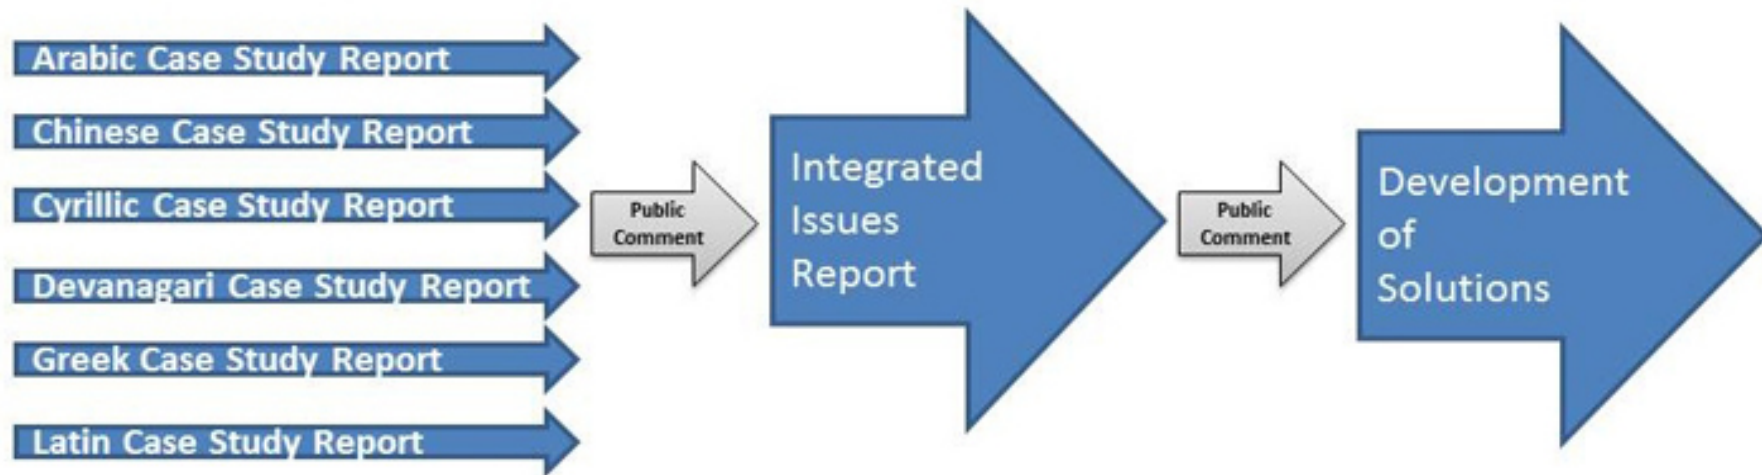 Arabic Case Study Report
Chinese Case Study Report
Cyrillic Case Study Report
Devanagari Case Study Report
Greek Case Study Report
Latin Case Study Report
Public
Comment
Integrated
Issues
Report
Public
Comment
Development
of
Solutions